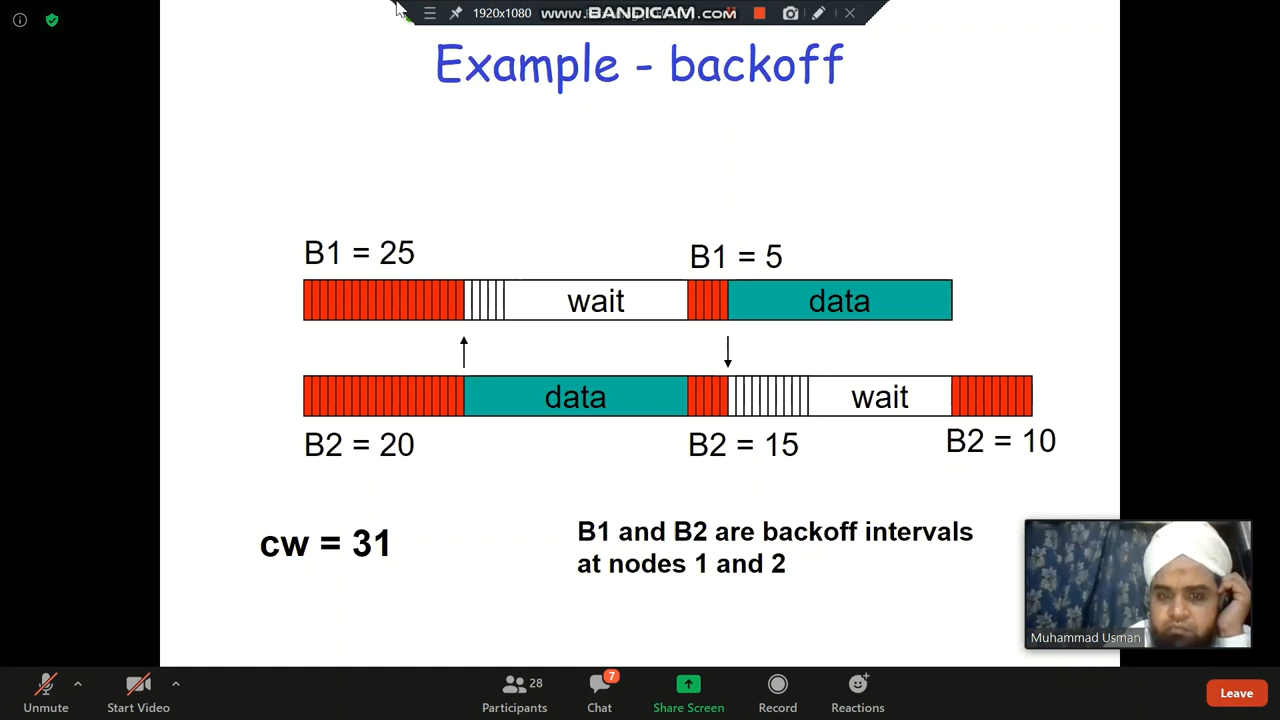 1920x1080
www.BANDICAM.com
Example - backoff
B1 = 25
B1 = 5
wait
data
data
wait
B2 = 20
B2 = 15
B2 = 10
cw = 31
B1 and B2 are backoff intervals
at nodes 1 and 2
Muhammad Usman
28
7
Unmute
Start Video
Participants
Chat
Share Screen
Record
Reactions
Leave